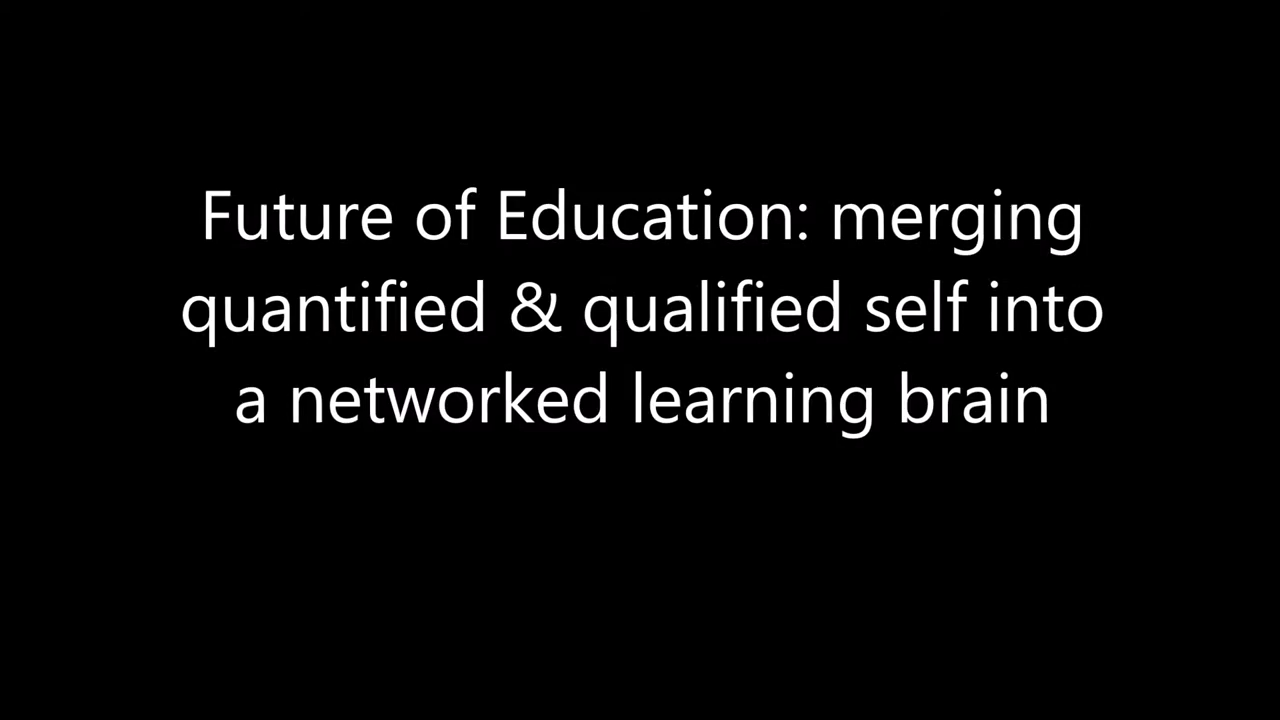 Future of Education: merging
quantified & qualified self into
a networked learning brain